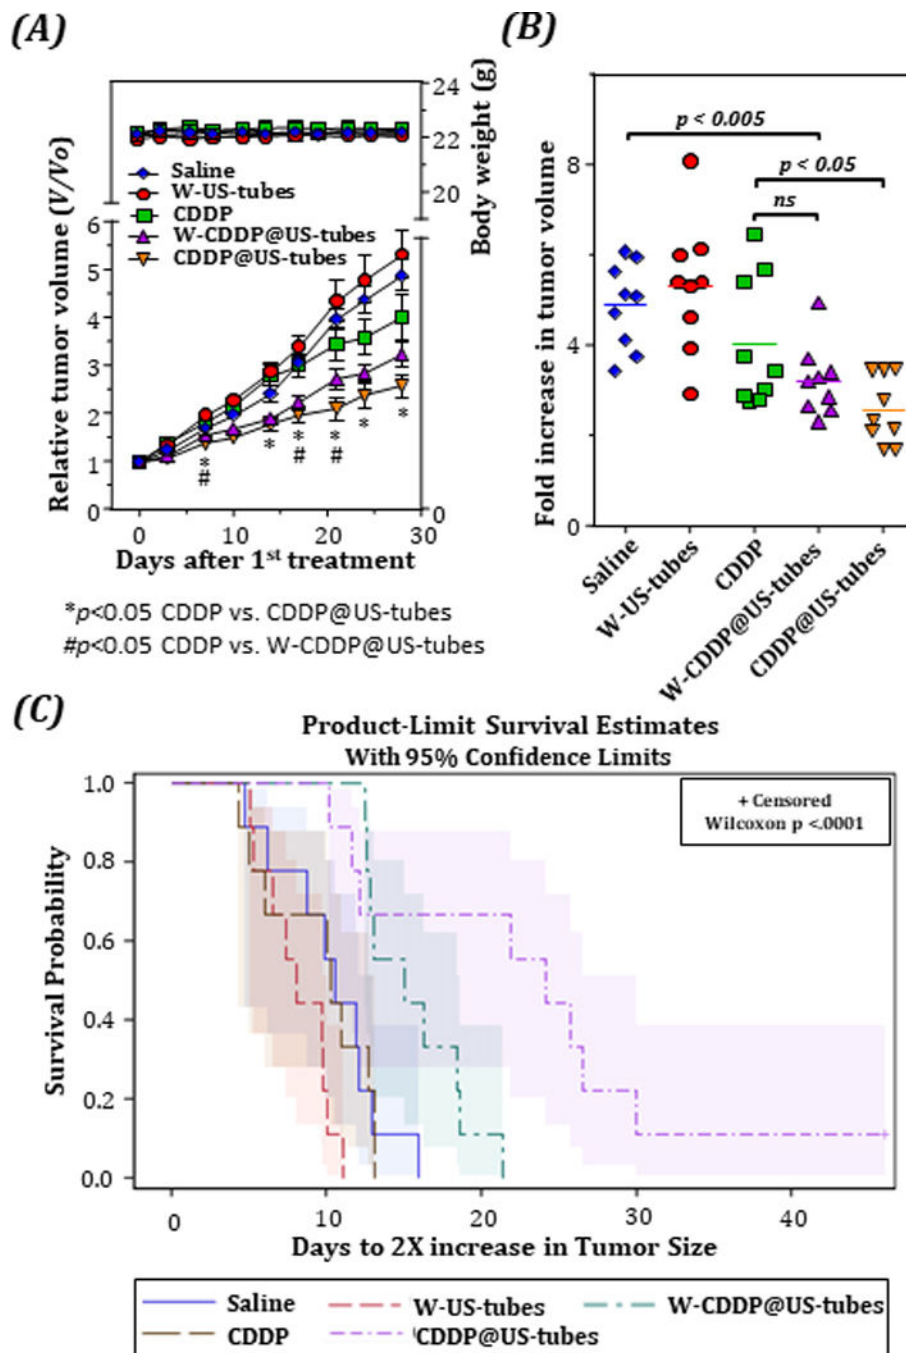 (A)
24
22
20
0
Body weight (g)
Relative tumor volume (V/Vo)
Saline
W-US-tubes
CDDP
W-CDDP@US-tubes
CDDP@US-tubes
6
5
4
3
2
1
0
*
#
*
*
#
*
#
*
*
0 10 20 30
Days after 1st treatment
*p<0.05 CDDP vs. CDDP@US-tubes
#p<0.05 CDDP vs. W-CDDP@US-tubes
(B)
Fold increase in tumor volume
8
4
0
p < 0.005
p < 0.05
ns
Saline
W-US-tubes
CDDP
W-CDDP@US-tubes
CDDP@US-tubes
(C)
Product-Limit Survival Estimates
With 95% Confidence Limits
+ Censored
Wilcoxon p <.0001
Survival Probability
1.0
0.8
0.6
0.4
0.2
0.0
0 10 20 30 40
Days to 2X increase in Tumor Size
Saline W-US-tubes W-CDDP@US-tubes
CDDP CDDP@US-tubes